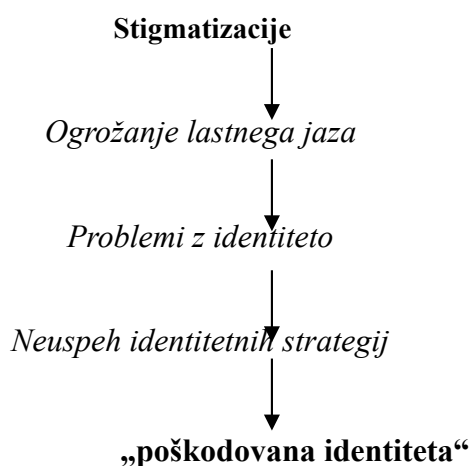 Stigmatizacije
Ogrožanje lastnega jaza
Problemi z identiteto
Neuspeh identitetnih strategij
„poškodovana identiteta“